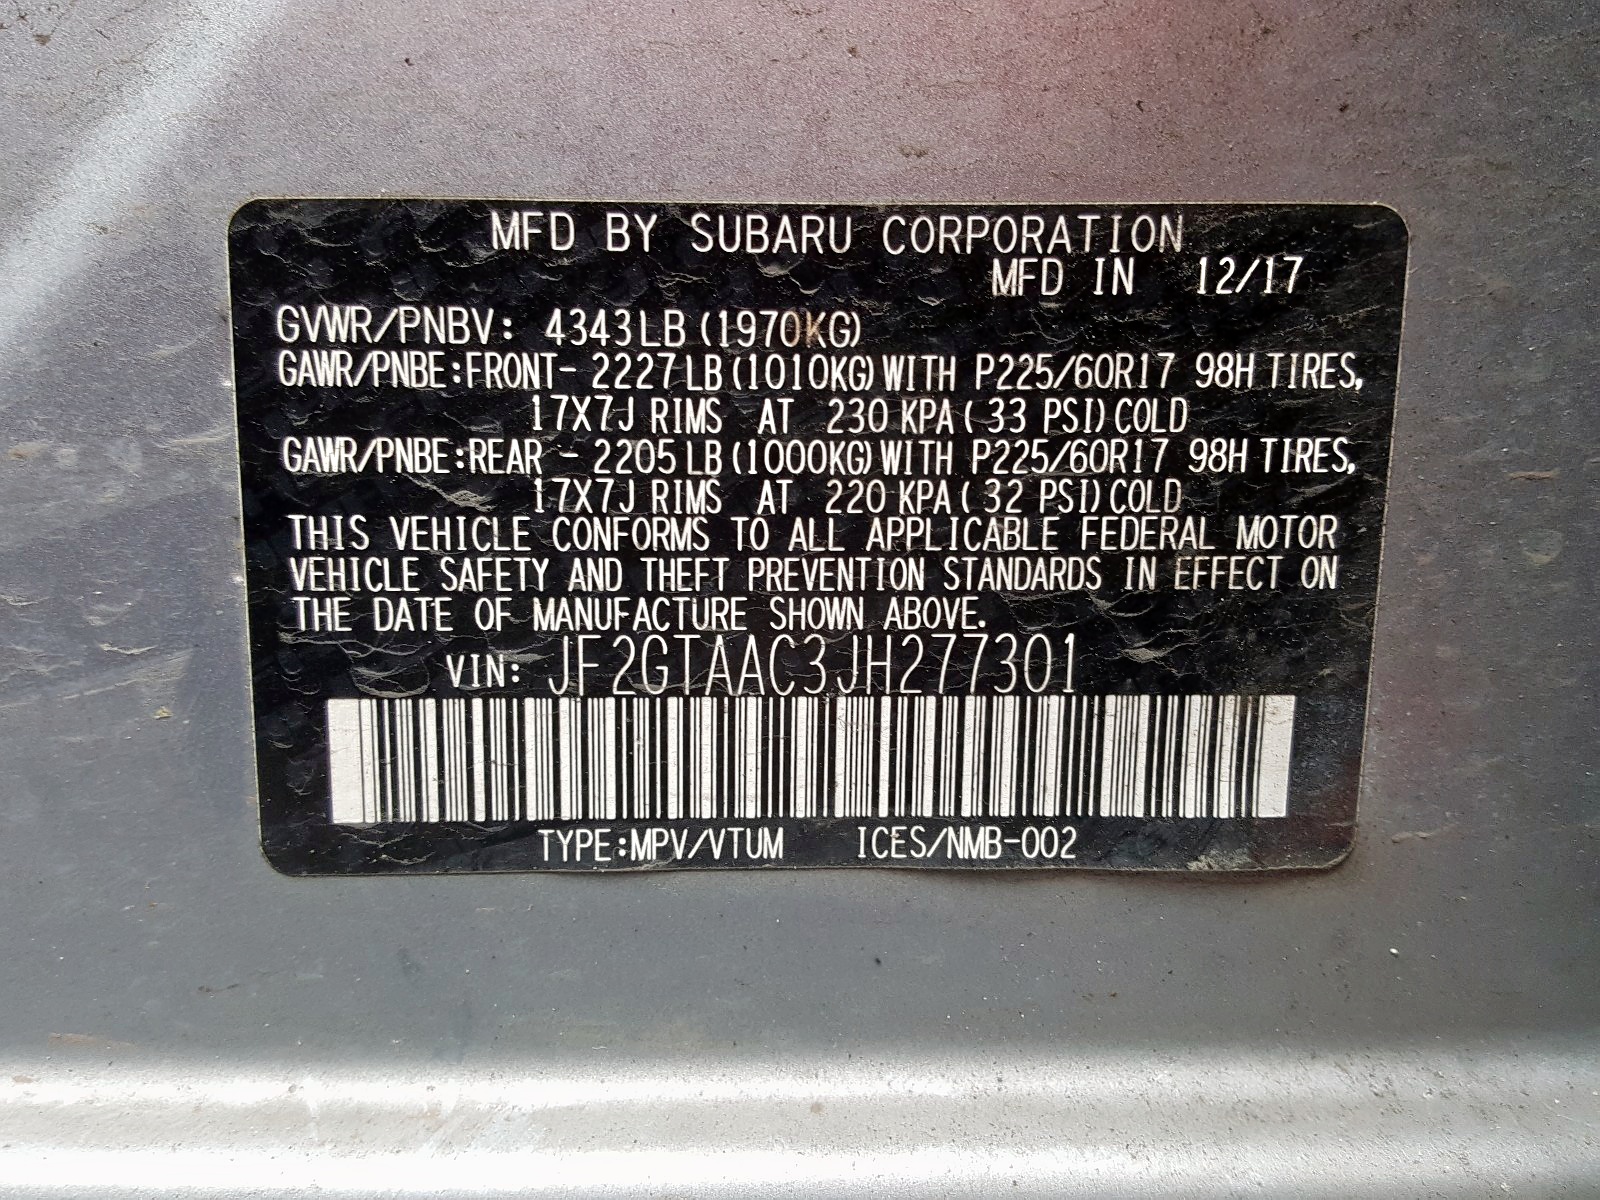 MFD BY SUBARU CORPORATION
MFD IN 12/17
GVWR/PNBV: 4343LB (1970KG)
GAWR/PNBE:FRONT- 2227LB (1010KG) WITH P225/60R17 98H TIRES,
17X7J RIMS AT 230 KPA ( 33 PSI) COLD
GAWR/PNBE:REAR - 2205LB (1000KG) WITH P225/60R17 98H TIRES,
17X7J RIMS AT 220 KPA ( 32 PSI) COLD
THIS VEHICLE CONFORMS TO ALL APPLICABLE FEDERAL MOTOR
VEHICLE SAFETY AND THEFT PREVENTION STANDARDS IN EFFECT ON
THE DATE OF MANUFACTURE SHOWN ABOVE.
VIN: JF2GTAAC3JH277301
TYPE:MPV/VTUM ICES/NMB-002